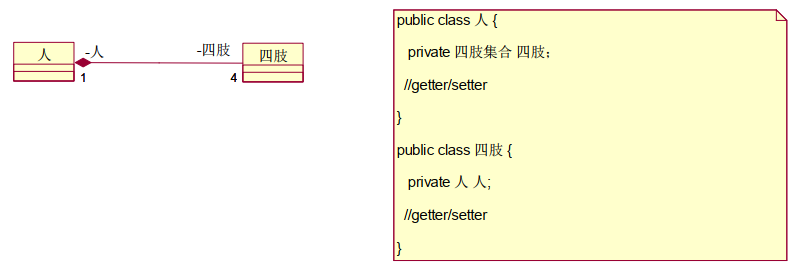 人
-人
1
-四肢
4
四肢
public class 人 {
private 四肢集合 四肢；
//getter/setter
}
public class 四肢 {
private 人 人;
//getter/setter
}